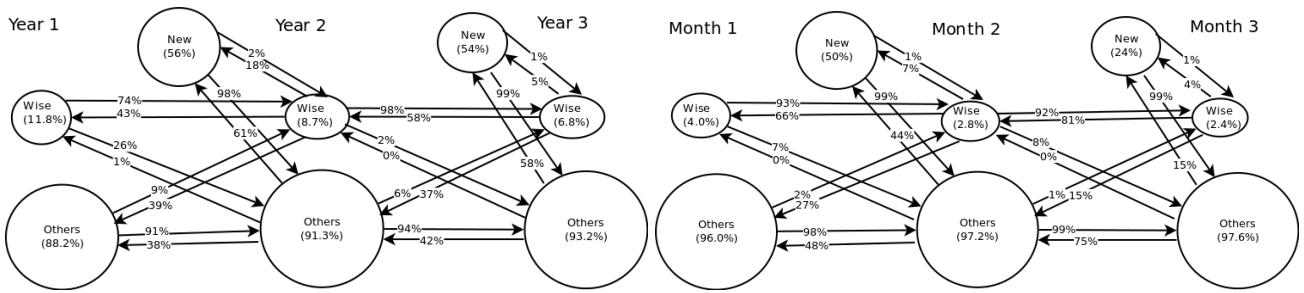 Year 1
New
(56%)
Year 2
New
(54%)
Year 3
2%
18%
1%
5%
98%
99%
Wise
(11.8%)
74%
43%
Wise
(8.7%)
98%
58%
Wise
(6.8%)
61%
2%
0%
58%
26%
1%
9%
39%
6%
37%
Others
(88.2%)
91%
38%
Others
(91.3%)
94%
42%
Others
(93.2%)
Month 1
New
(50%)
Month 2
New
(24%)
Month 3
1%
7%
1%
4%
99%
99%
Wise
(4.0%)
93%
66%
Wise
(2.8%)
92%
81%
Wise
(2.4%)
44%
8%
0%
15%
7%
0%
2%
27%
1%
15%
Others
(96.0%)
98%
48%
Others
(97.2%)
99%
75%
Others
(97.6%)